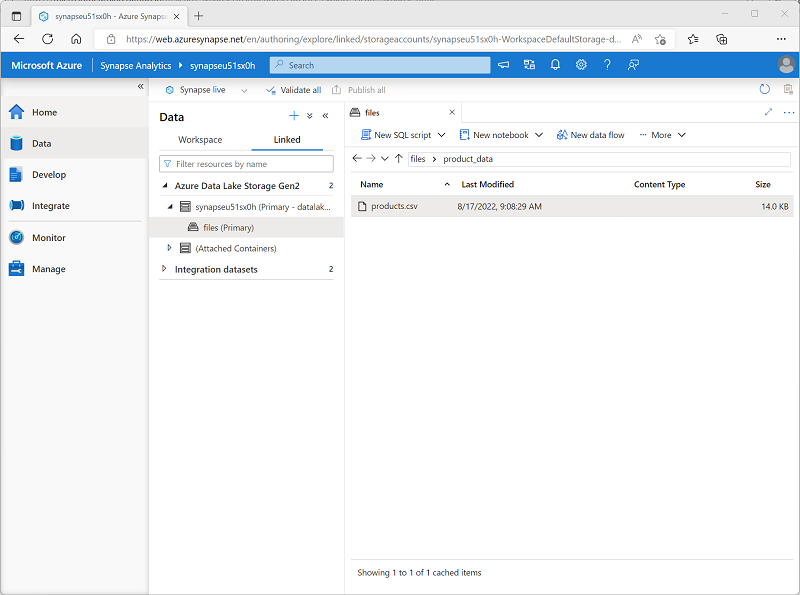 synapseu51sx0h - Azure Synapse
https://web.azuresynapse.net/en/authoring/explore/linked/storageaccounts/synapseu51sx0h-WorkspaceDefaultStorage-d...
Microsoft Azure
Synapse Analytics
synapseu51sx0h
Search
Synapse live
Validate all
Publish all
Home
Data
Develop
Integrate
Monitor
Manage
Data
Workspace
Linked
Filter resources by name
Azure Data Lake Storage Gen2 2
synapseu51sx0h (Primary - datalak...
files (Primary)
(Attached Containers)
Integration datasets 2
files
New SQL script
New notebook
New data flow
More
files > product_data
Name Last Modified Content Type Size
products.csv 8/17/2022, 9:08:29 AM 14.0 KB
Showing 1 to 1 of 1 cached items